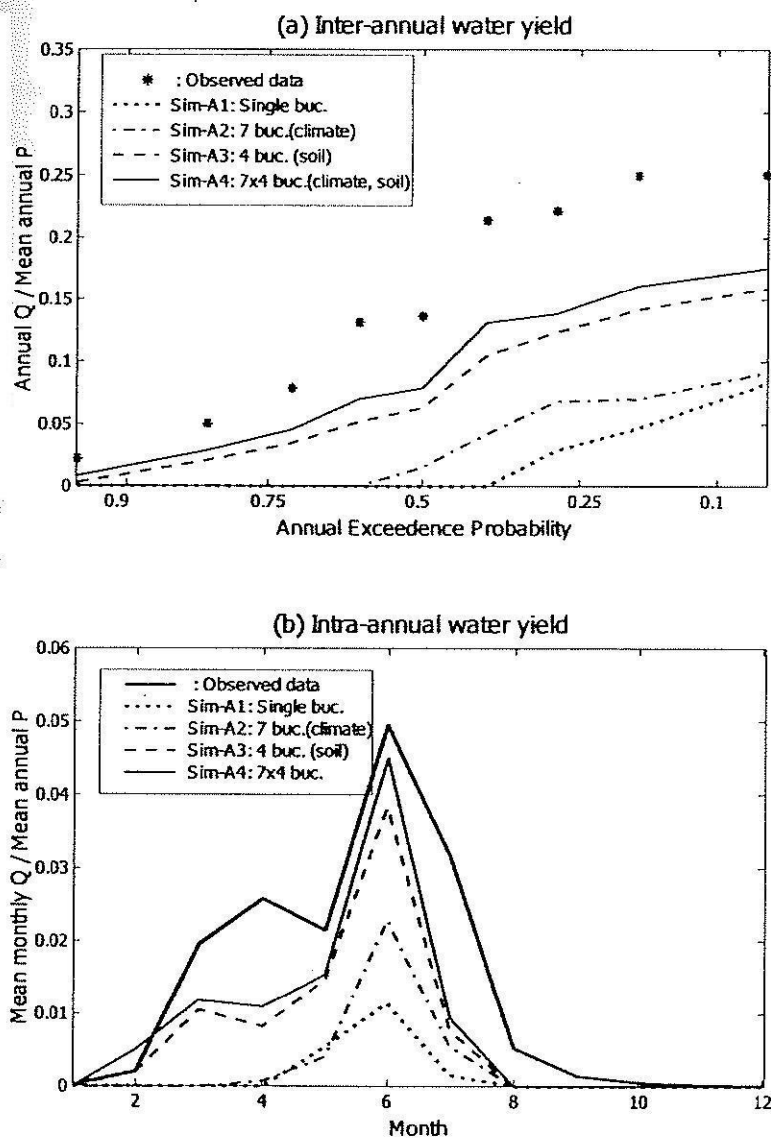 (a) Inter-annual water yield
0.35
0.3
0.25
0.2
0.15
0.1
0.05
0
Annual Q / Mean annual P
* : Observed data
Sim-A1: Single buc.
Sim-A2: 7 buc.(climate)
Sim-A3: 4 buc. (soil)
Sim-A4: 7x4 buc.(climate, soil)
0.9 0.75 0.5 0.25 0.1
Annual Exceedence Probability
(b) Intra-annual water yield
0.06
0.05
0.04
0.03
0.02
0.01
0
Mean monthly Q / Mean annual P
: Observed data
Sim-A1: Single buc.
Sim-A2: 7 buc.(climate)
Sim-A3: 4 buc. (soil)
Sim-A4: 7x4 buc.
2 4 6 8 10 12
Month